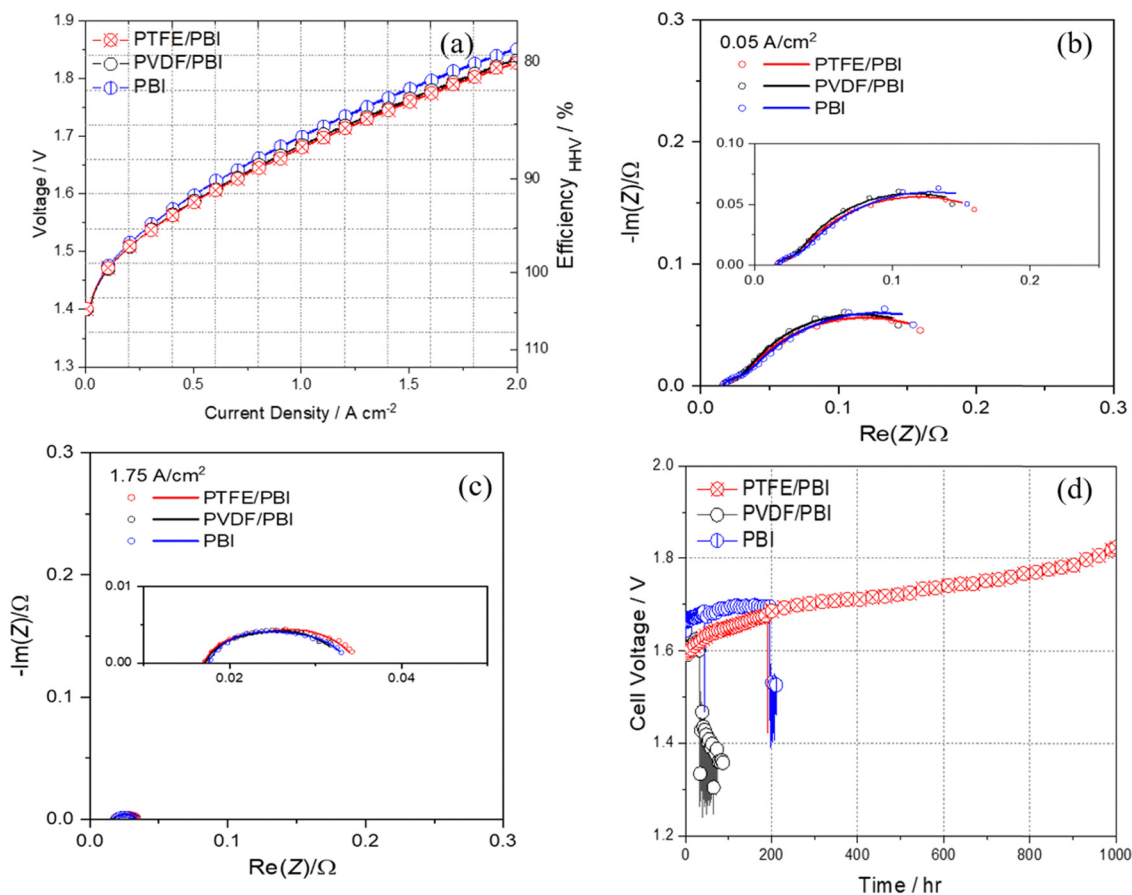 (a)
PTFE/PBI
PVDF/PBI
PBI
1.9
1.8
1.7
1.6
1.5
1.4
1.3
Voltage / V
80
90
100
110
Efficiency HHV / %
0.0 0.5 1.0 1.5 2.0
Current Density / A cm-2
(b)
0.05 A/cm2
PTFE/PBI
PVDF/PBI
PBI
0.3
0.2
0.1
0.0
-Im(Z)/Ω
0.10
0.05
0.00
0.0 0.1 0.2
0.0 0.1 0.2 0.3
Re(Z)/Ω
(c)
1.75 A/cm2
PTFE/PBI
PVDF/PBI
PBI
0.3
0.2
0.1
0.0
-Im(Z)/Ω
0.01
0.00
0.02 0.04
0.0 0.1 0.2 0.3
Re(Z)/Ω
(d)
PTFE/PBI
PVDF/PBI
PBI
2.0
1.8
1.6
1.4
1.2
Cell Voltage / V
0 200 400 600 800 1000
Time / hr